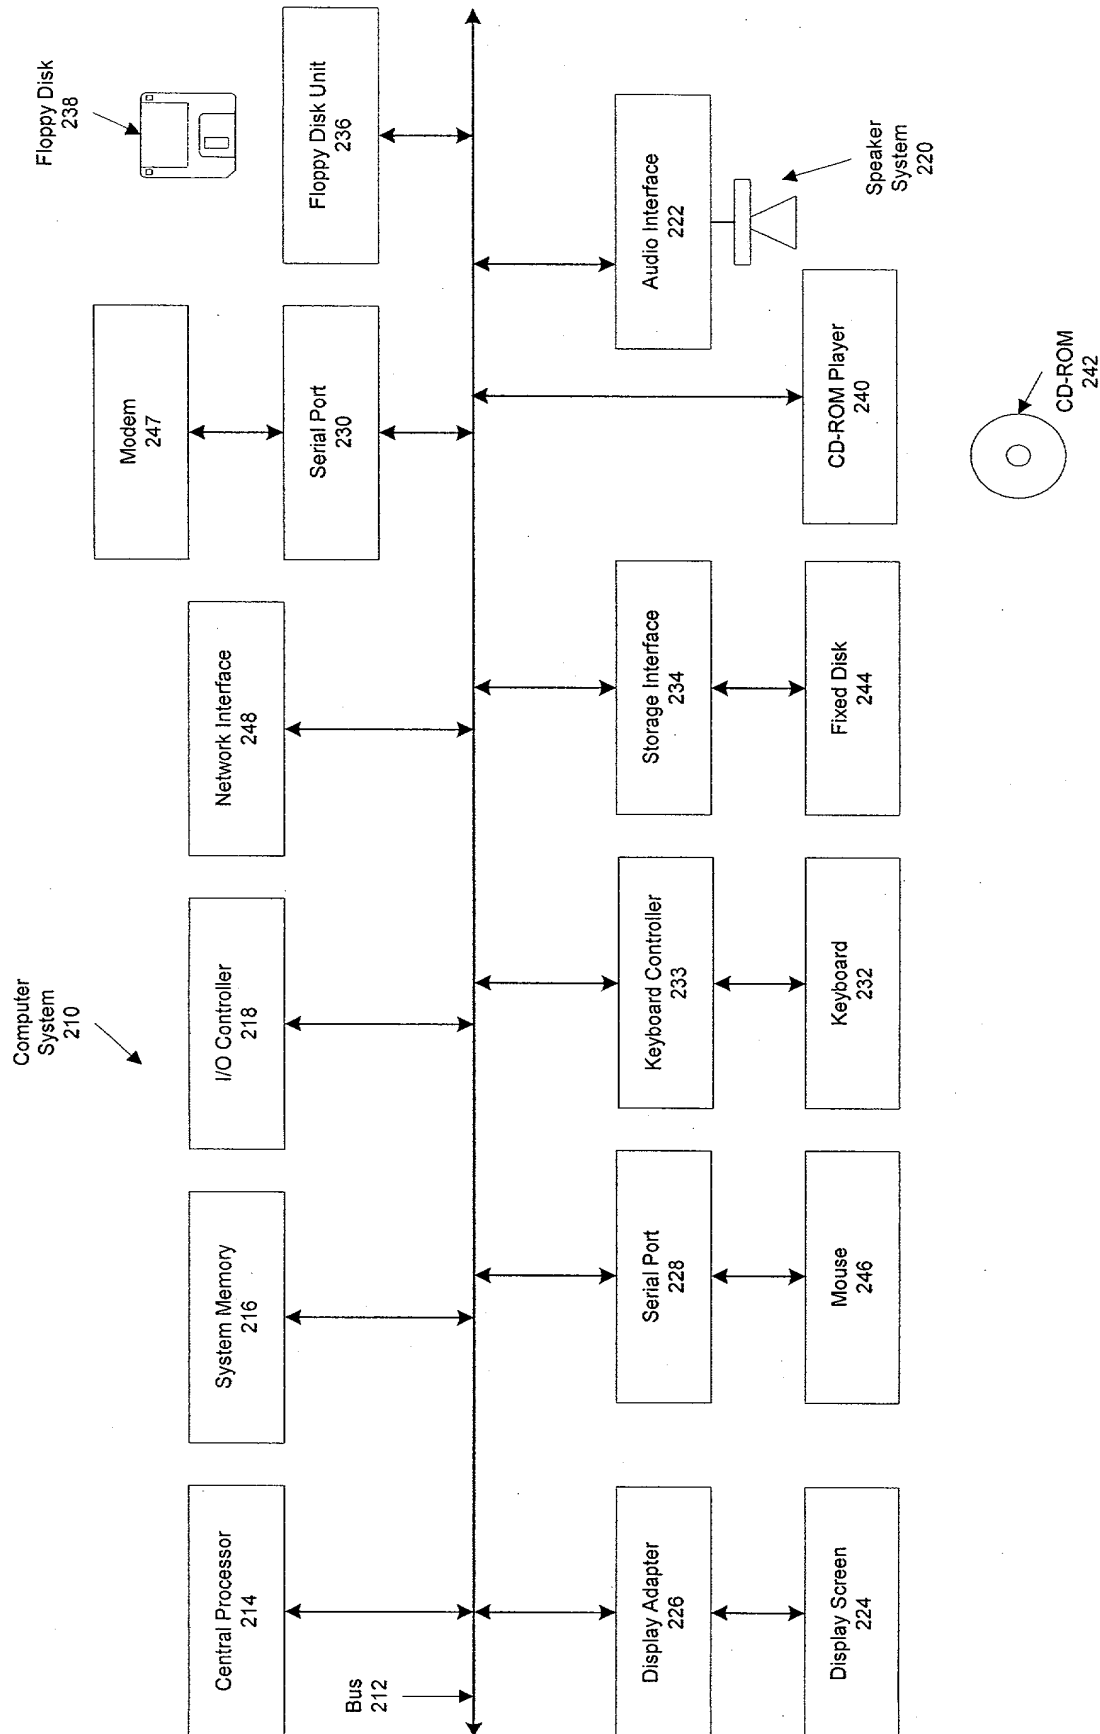 Computer
System
210
Floppy Disk
238
Central Processor
214
System Memory
216
I/O Controller
218
Network Interface
248
Modem
247
Serial Port
230
Floppy Disk Unit
236
Bus
212
Display Adapter
226
Serial Port
228
Keyboard Controller
233
Storage Interface
234
Audio Interface
222
Display Screen
224
Mouse
246
Keyboard
232
Fixed Disk
244
CD-ROM Player
240
Speaker
System
220
CD-ROM
242